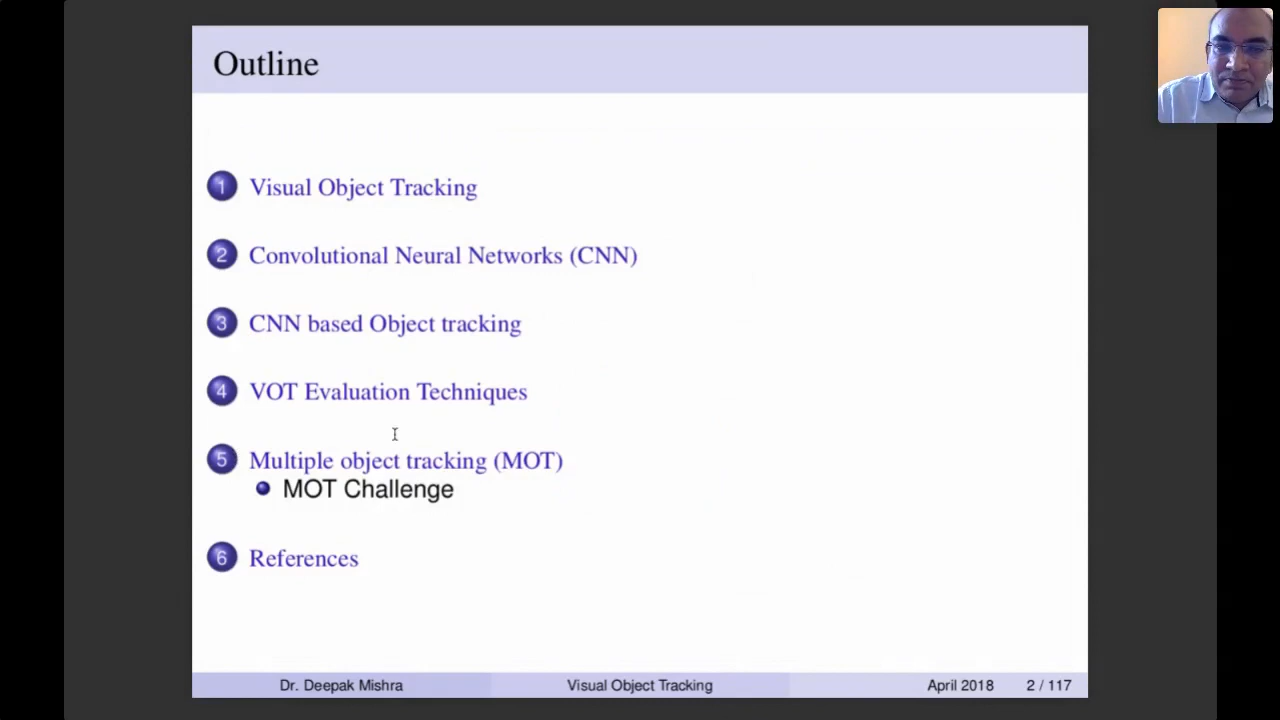 Outline
1 Visual Object Tracking
2 Convolutional Neural Networks (CNN)
3 CNN based Object tracking
4 VOT Evaluation Techniques
5 Multiple object tracking (MOT)
MOT Challenge
6 References
Dr. Deepak Mishra Visual Object Tracking April 2018 2 / 117